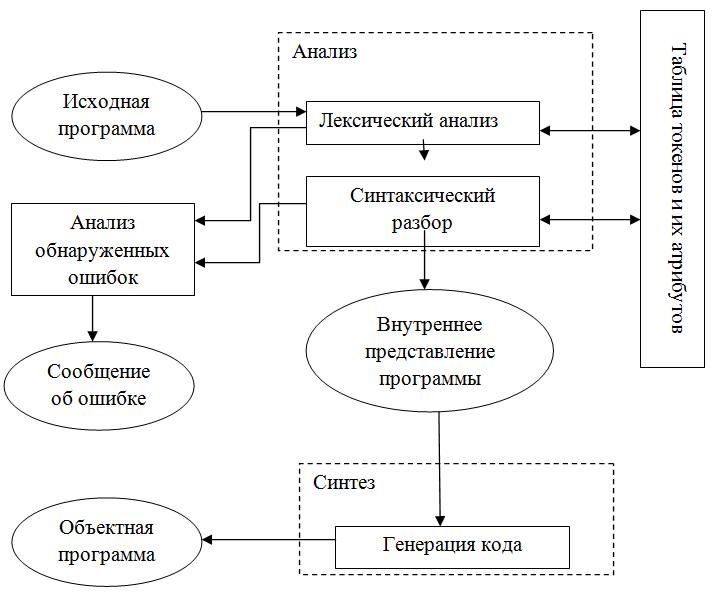 Анализ
Исходная
программа
Лексический анализ
Таблица токенов и их атрибутов
Синтаксический
разбор
Анализ
обнаруженных
ошибок
Внутреннее
представление
программы
Сообщение
об ошибке
Синтез
Объектная
программа
Генерация кода